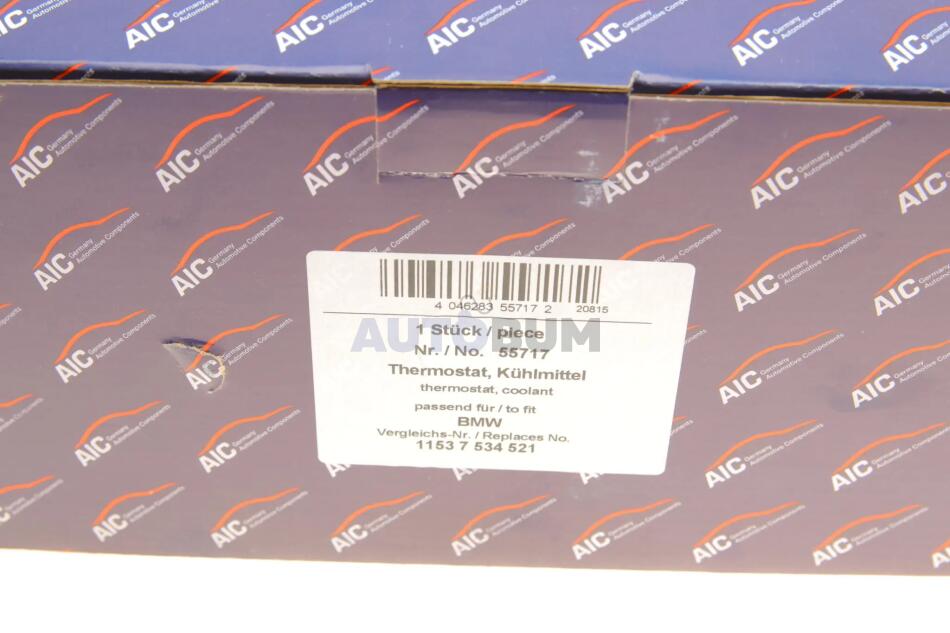 AIC Germany
Automotive Components
4 046283 55717 2 20815
1 Stück / piece
AUTOBUM
Nr. / No. 55717
Thermostat, Kühlmittel
thermostat, coolant
passend für / to fit
BMW
Vergleichs-Nr. / Replaces No.
1153 7 534 521